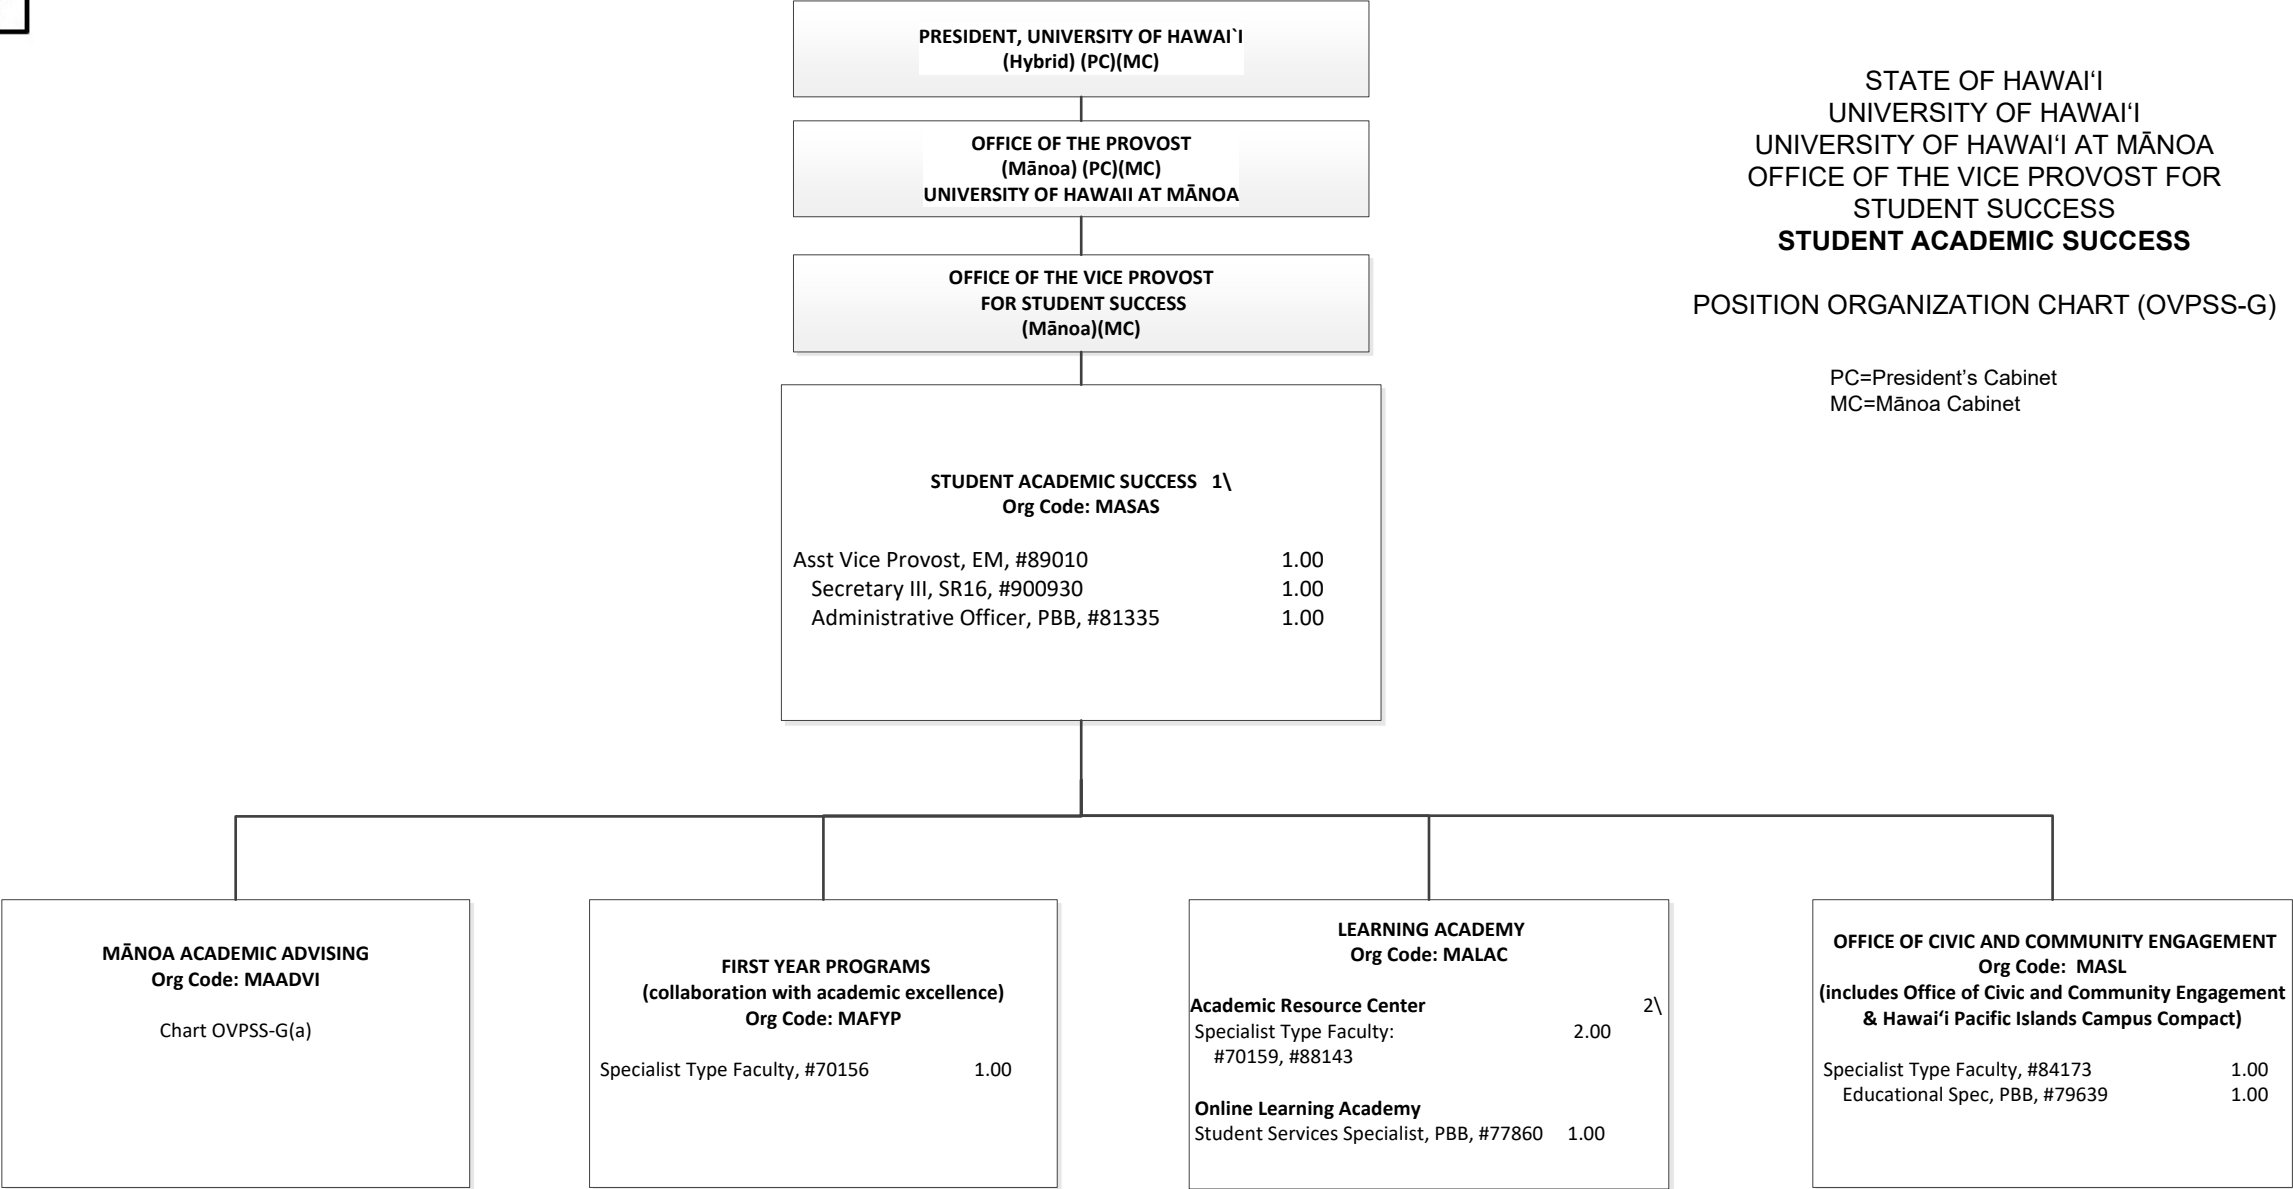 PRESIDENT, UNIVERSITY OF HAWAI`I
(Hybrid) (PC)(MC)
OFFICE OF THE PROVOST
(Mānoa) (PC)(MC)
UNIVERSITY OF HAWAII AT MĀNOA
OFFICE OF THE VICE PROVOST
FOR STUDENT SUCCESS
(Mānoa)(MC)
STATE OF HAWAIʻI
UNIVERSITY OF HAWAIʻI
UNIVERSITY OF HAWAIʻI AT MĀNOA
OFFICE OF THE VICE PROVOST FOR
STUDENT SUCCESS
STUDENT ACADEMIC SUCCESS
POSITION ORGANIZATION CHART (OVPSS-G)
PC=President's Cabinet
MC=Mānoa Cabinet
STUDENT ACADEMIC SUCCESS 1\
Org Code: MASAS
Asst Vice Provost, EM, #89010 1.00
Secretary III, SR16, #900930 1.00
Administrative Officer, PBB, #81335 1.00
MĀNOA ACADEMIC ADVISING
Org Code: MAADVI
Chart OVPSS-G(a)
FIRST YEAR PROGRAMS
(collaboration with academic excellence)
Org Code: MAFYP
Specialist Type Faculty, #70156 1.00
LEARNING ACADEMY
Org Code: MALAC
Academic Resource Center 2\
Specialist Type Faculty: 2.00
#70159, #88143
Online Learning Academy
Student Services Specialist, PBB, #77860 1.00
OFFICE OF CIVIC AND COMMUNITY ENGAGEMENT
Org Code: MASL
(includes Office of Civic and Community Engagement
& Hawaiʻi Pacific Islands Campus Compact)
Specialist Type Faculty, #84173 1.00
Educational Spec, PBB, #79639 1.00